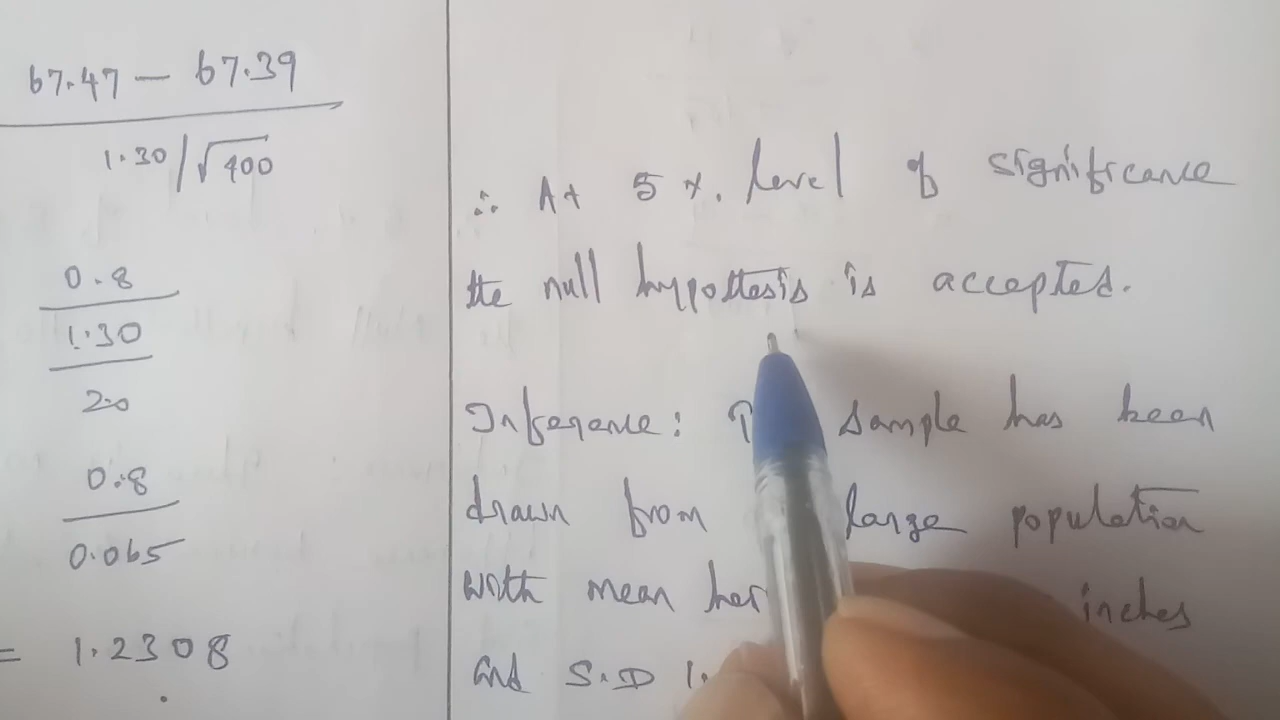 67.47 — 67.39
1.30/√400
0.8
1.30
20
0.8
0.065
= 1.2308
∴ At 5 %. level of significance
the null hypothesis is accepted.
Inference: sample has been
drawn from large population
with mean inches
and S.D